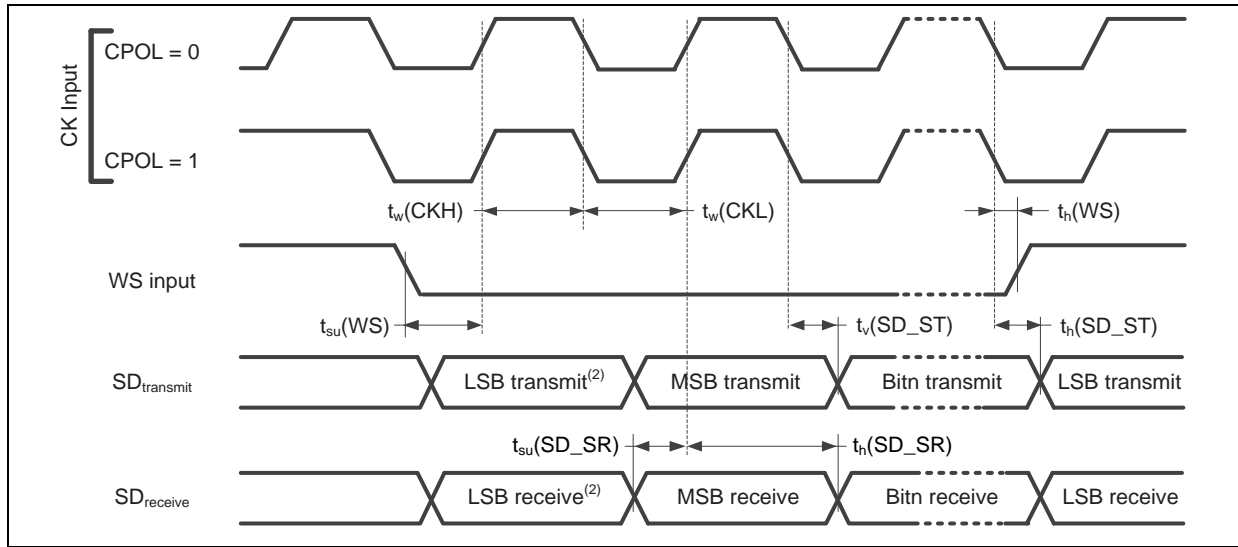 CK Input
CPOL = 0
CPOL = 1
tw(CKH)
tw(CKL)
th(WS)
WS input
tsu(WS)
tv(SD_ST)
th(SD_ST)
SDtransmit
LSB transmit(2)
MSB transmit
Bitn transmit
LSB transmit
tsu(SD_SR)
th(SD_SR)
SDreceive
LSB receive(2)
MSB receive
Bitn receive
LSB receive